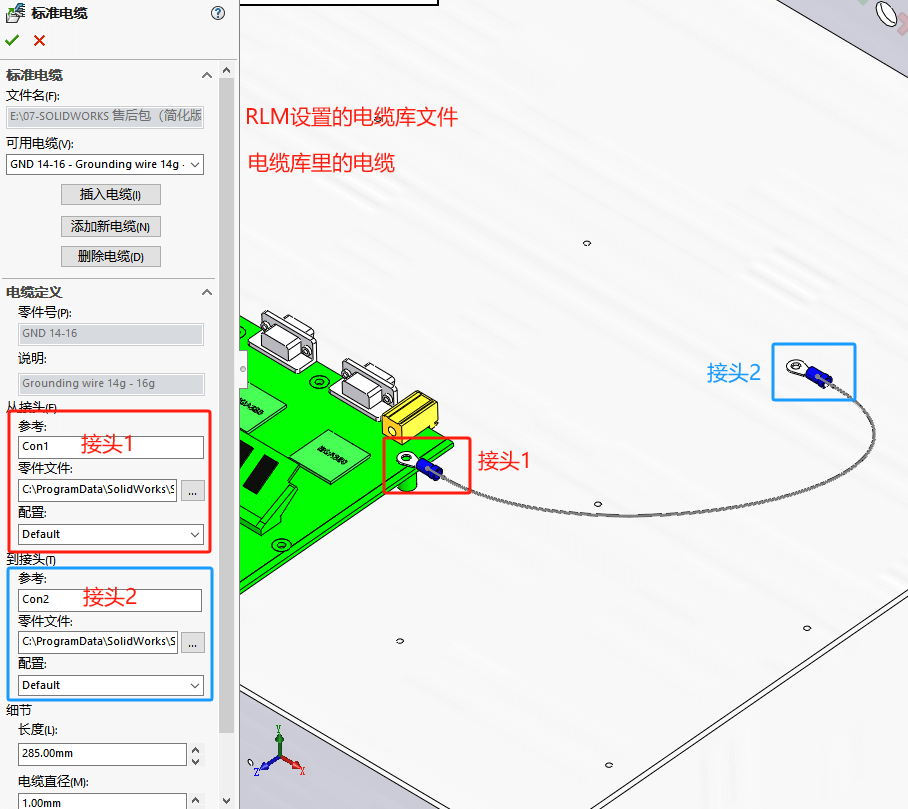 标准电缆
标准电缆
文件名(F):
E:\07-SOLIDWORKS 售后包（简化版
RLM设置的电缆库文件
可用电缆(V):
GND 14-16 - Grounding wire 14g -
电缆库里的电缆
插入电缆(I)
添加新电缆(N)
删除电缆(D)
电缆定义
零件号(P):
GND 14-16
说明:
Grounding wire 14g - 16g
从接头(F)
参考:
Con1
接头1
零件文件:
C:\ProgramData\SolidWorks\S
...
配置:
Default
到接头(T)
参考:
Con2
接头2
零件文件:
C:\ProgramData\SolidWorks\S
...
配置:
Default
细节
长度(L):
285.00mm
电缆直径(M):
1.00mm
接头1
接头2
Y
Z
X